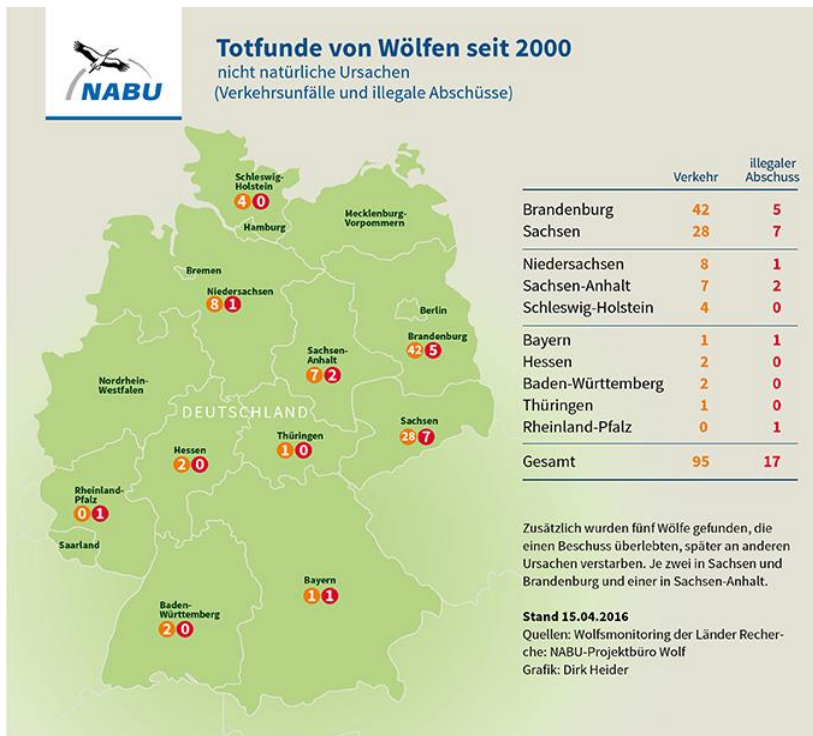 NABU
Totfunde von Wölfen seit 2000
nicht natürliche Ursachen
(Verkehrsunfälle und illegale Abschüsse)
Schleswig-
Holstein
4 0
Hamburg
Mecklenburg-
Vorpommern
Bremen
Niedersachsen
8 1
Berlin
Brandenburg
42 5
Sachsen-
Anhalt
7 2
Nordrhein-
Westfalen
DEUTSCHLAND
Sachsen
28 7
Thüringen
1 0
Hessen
2 0
Rheinland-
Pfalz
0 1
Saarland
Bayern
1 1
Baden-
Württemberg
2 0
Verkehr illegaler Abschuss
Brandenburg 42 5
Sachsen 28 7
Niedersachsen 8 1
Sachsen-Anhalt 7 2
Schleswig-Holstein 4 0
Bayern 1 1
Hessen 2 0
Baden-Württemberg 2 0
Thüringen 1 0
Rheinland-Pfalz 0 1
Gesamt 95 17
Zusätzlich wurden fünf Wölfe gefunden, die
einen Beschuss überlebten, später an anderen
Ursachen verstarben. Je zwei in Sachsen und
Brandenburg und einer in Sachsen-Anhalt.
Stand 15.04.2016
Quellen: Wolfsmonitoring der Länder Recher-
che: NABU-Projektbüro Wolf
Grafik: Dirk Heider